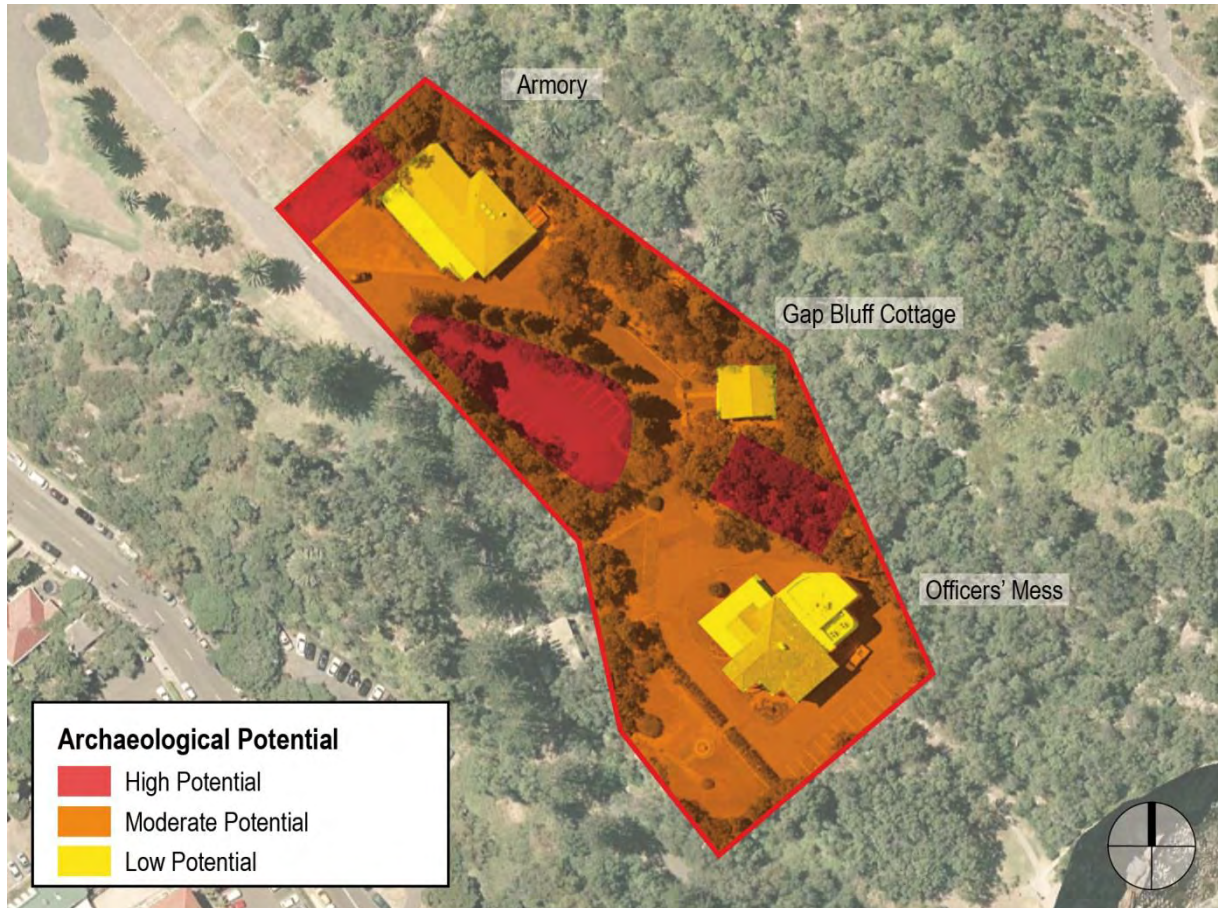 Armory
Gap Bluff Cottage
Officers’ Mess
Archaeological Potential
High Potential
Moderate Potential
Low Potential